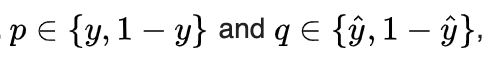 p ∈ {y, 1 − y} and q ∈ {ŷ, 1 − ŷ},